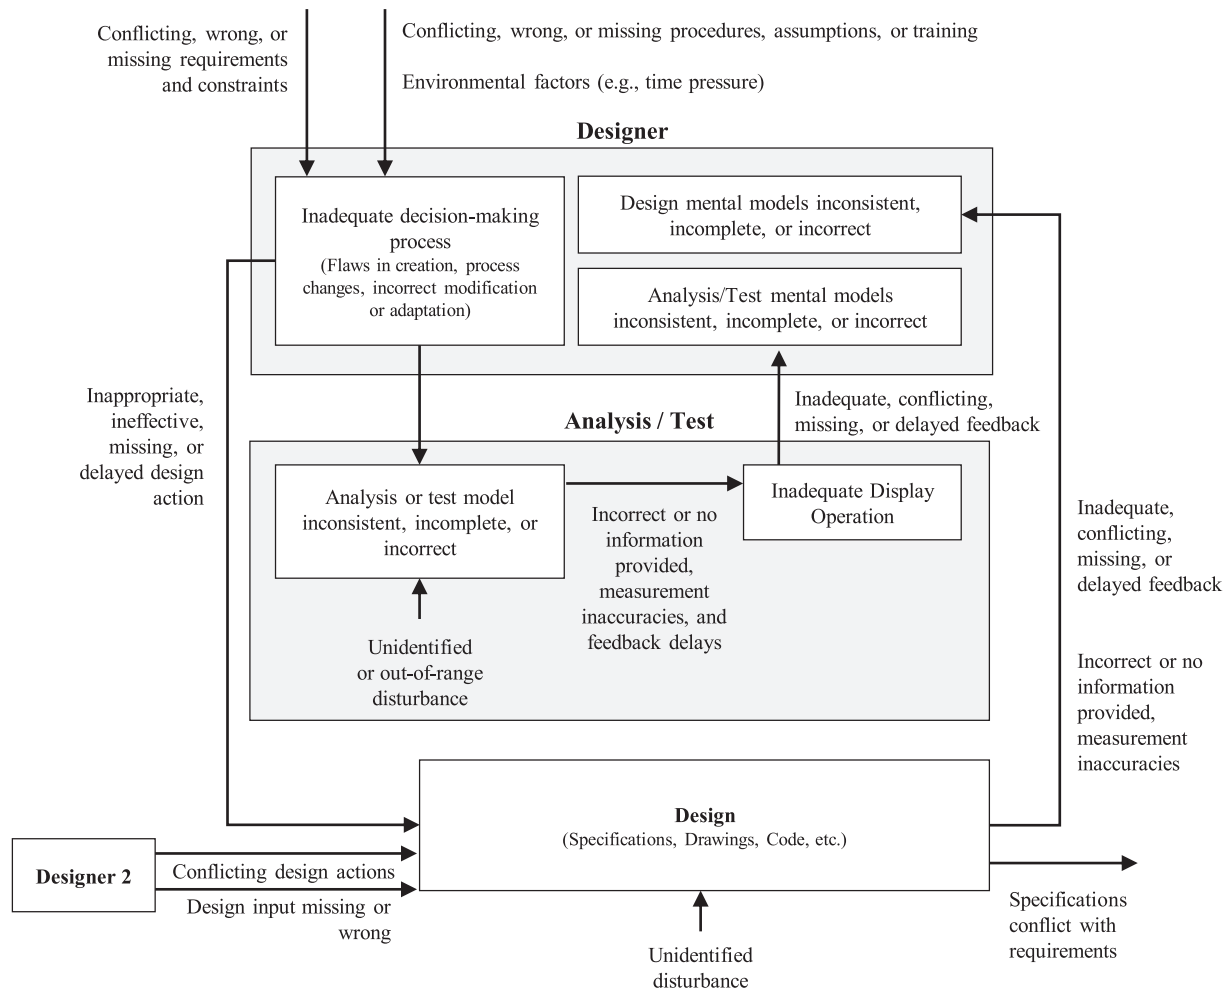 Conflicting, wrong, or
missing requirements
and constraints
Conflicting, wrong, or missing procedures, assumptions, or training
Environmental factors (e.g., time pressure)
Designer
Inadequate decision-making
process
(Flaws in creation, process
changes, incorrect modification
or adaptation)
Design mental models inconsistent,
incomplete, or incorrect
Analysis/Test mental models
inconsistent, incomplete, or incorrect
Inappropriate,
ineffective,
missing, or
delayed design
action
Inadequate, conflicting,
missing, or delayed feedback
Analysis / Test
Analysis or test model
inconsistent, incomplete, or
incorrect
Incorrect or no
information
provided,
measurement
inaccuracies, and
feedback delays
Inadequate Display
Operation
Unidentified
or out-of-range
disturbance
Inadequate,
conflicting,
missing, or
delayed feedback
Incorrect or no
information
provided,
measurement
inaccuracies
Design
(Specifications, Drawings, Code, etc.)
Designer 2
Conflicting design actions
Design input missing or
wrong
Unidentified
disturbance
Specifications
conflict with
requirements